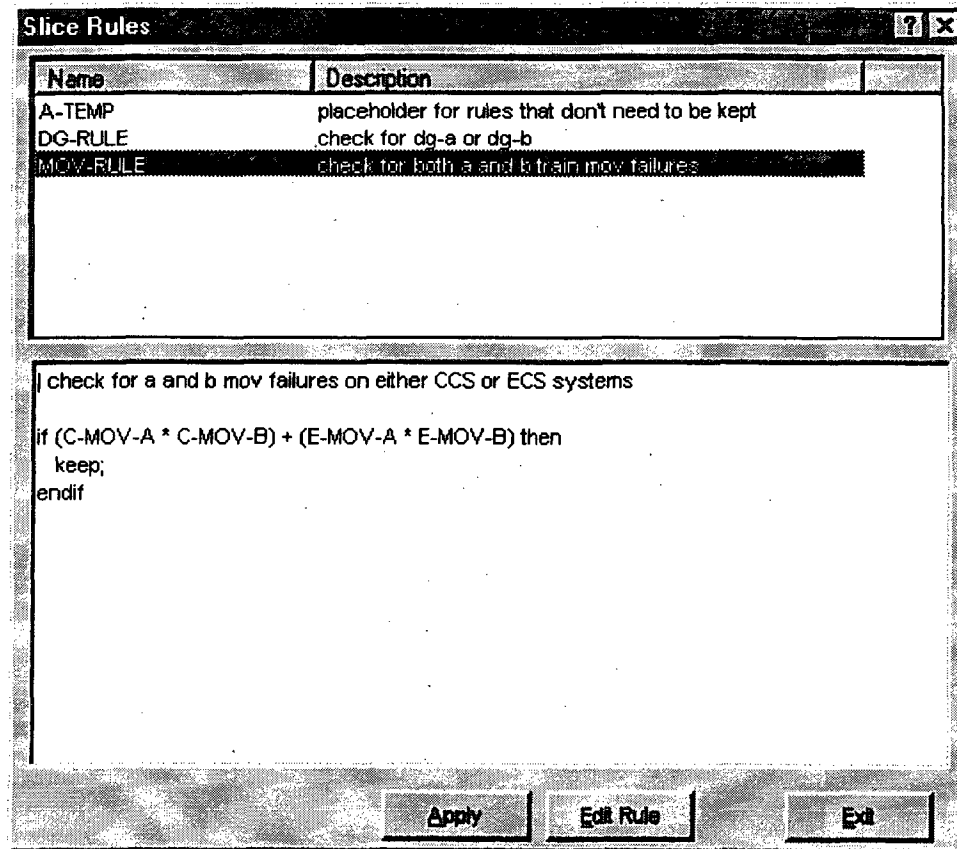 Slice Rules
Name Description
A-TEMP placeholder for rules that don't need to be kept
DG-RULE check for dg-a or dg-b
MOV-RULE check for both a and b train mov failures
| check for a and b mov failures on either CCS or ECS systems
if (C-MOV-A * C-MOV-B) + (E-MOV-A * E-MOV-B) then
keep;
endif
Apply Edit Rule Exit